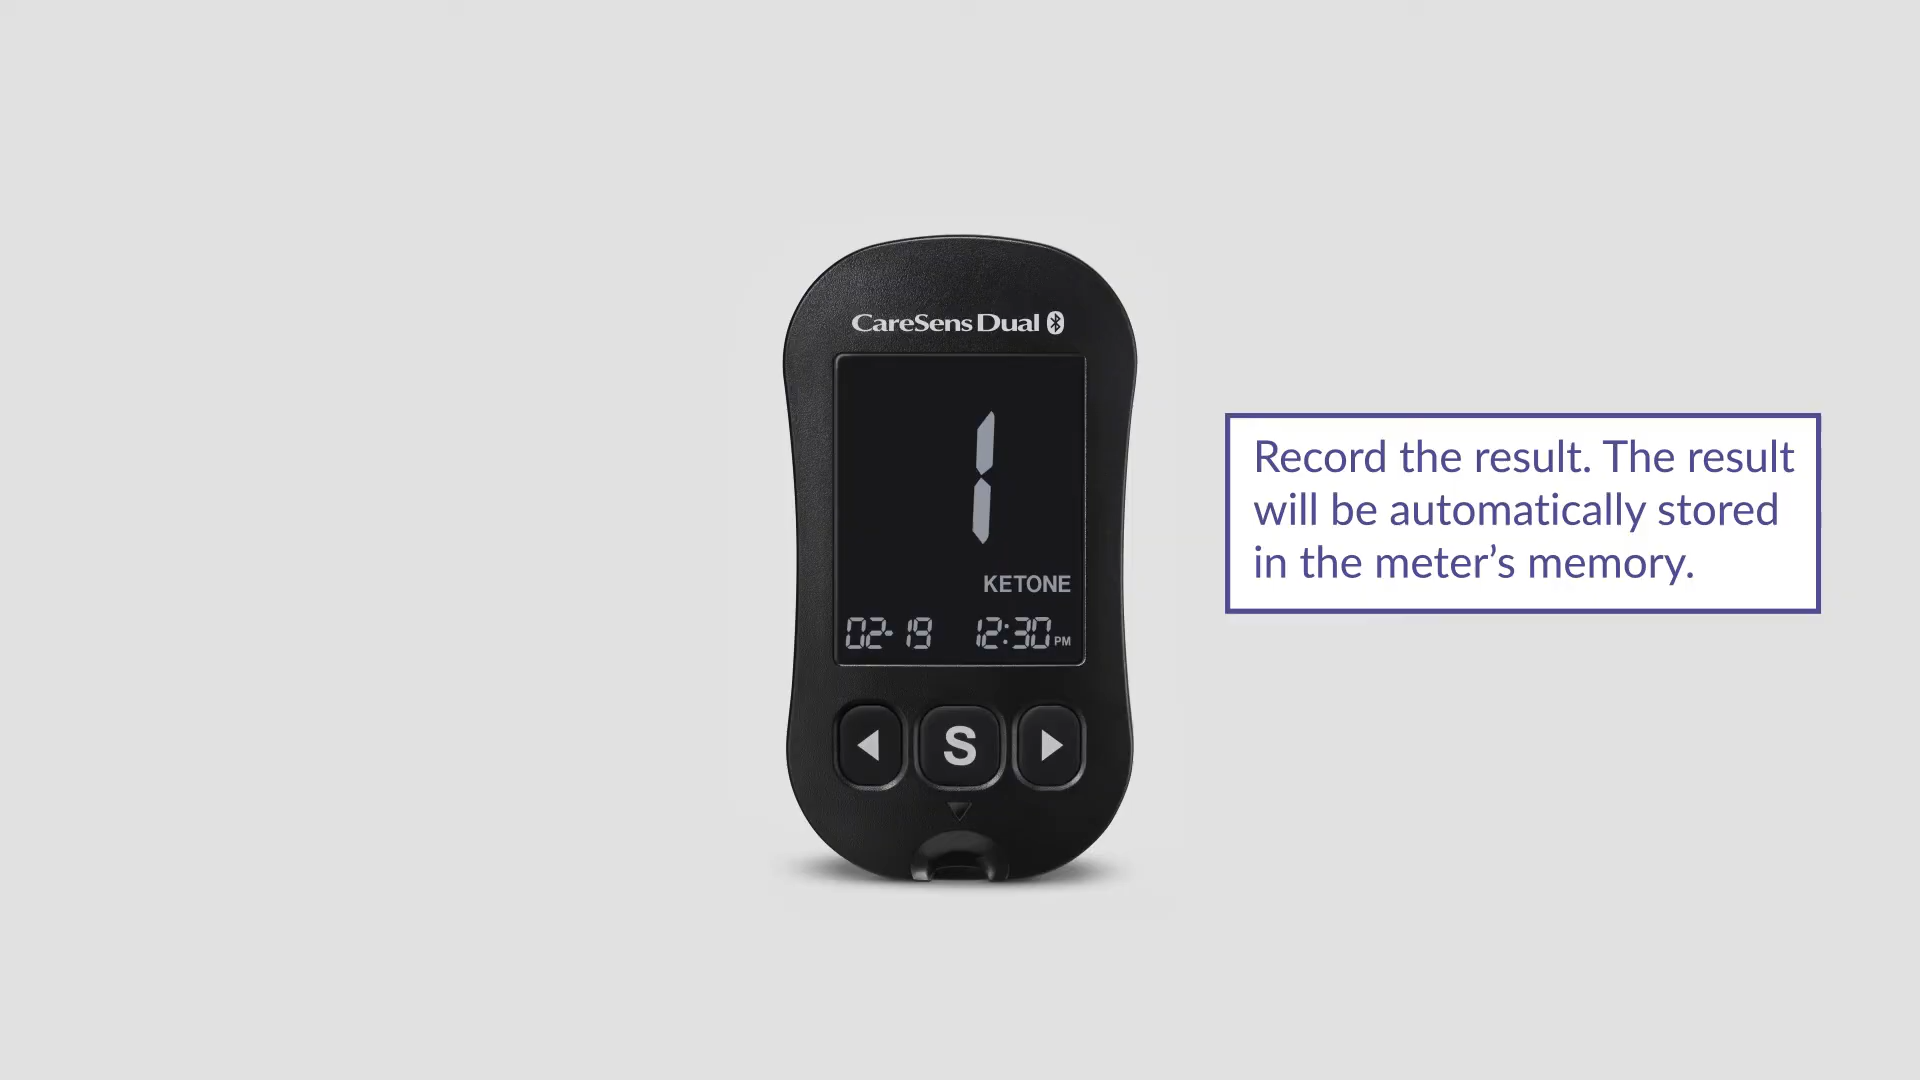 CareSens Dual
1
KETONE
02-19 12:30 PM
S
Record the result. The result
will be automatically stored
in the meter's memory.